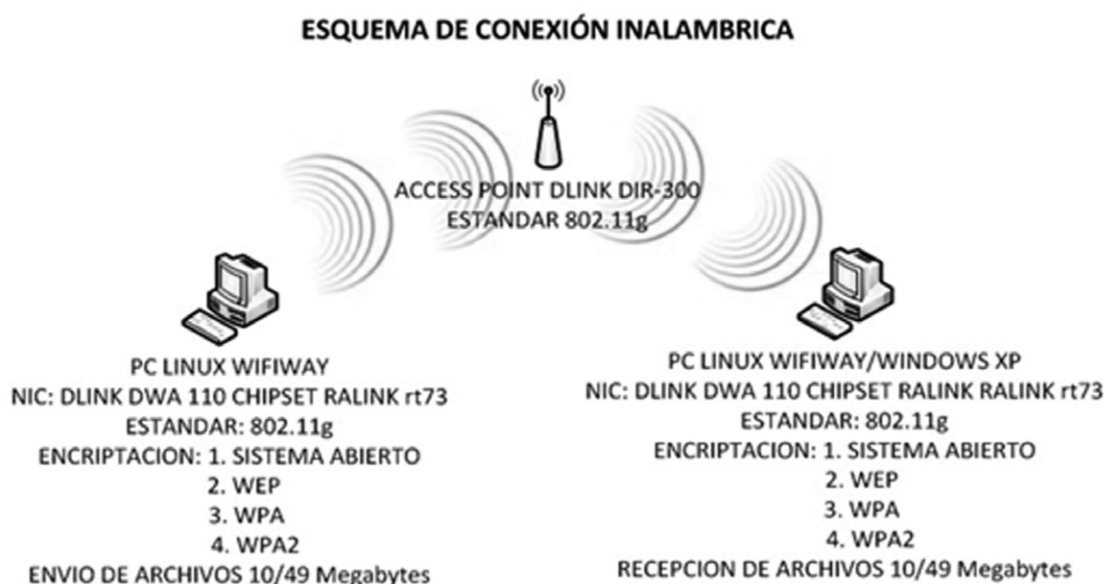 ESQUEMA DE CONEXIÓN INALAMBRICA
ACCESS POINT DLINK DIR-300
ESTANDAR 802.11g
PC LINUX WIFIWAY
NIC: DLINK DWA 110 CHIPSET RALINK rt73
ESTANDAR: 802.11g
ENCRIPTACION: 1. SISTEMA ABIERTO
2. WEP
3. WPA
4. WPA2
ENVIO DE ARCHIVOS 10/49 Megabytes
PC LINUX WIFIWAY/WINDOWS XP
NIC: DLINK DWA 110 CHIPSET RALINK RALINK rt73
ESTANDAR: 802.11g
ENCRIPTACION: 1. SISTEMA ABIERTO
2. WEP
3. WPA
4. WPA2
RECEPCION DE ARCHIVOS 10/49 Megabytes